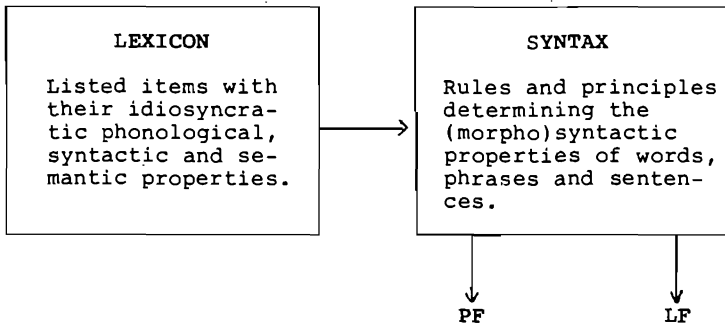 LEXICON
Listed items with
their idiosyncra-
tic phonological,
syntactic and se-
mantic properties.
SYNTAX
Rules and principles
determining the
(morpho)syntactic
properties of words,
phrases and senten-
ces.
PF
LF